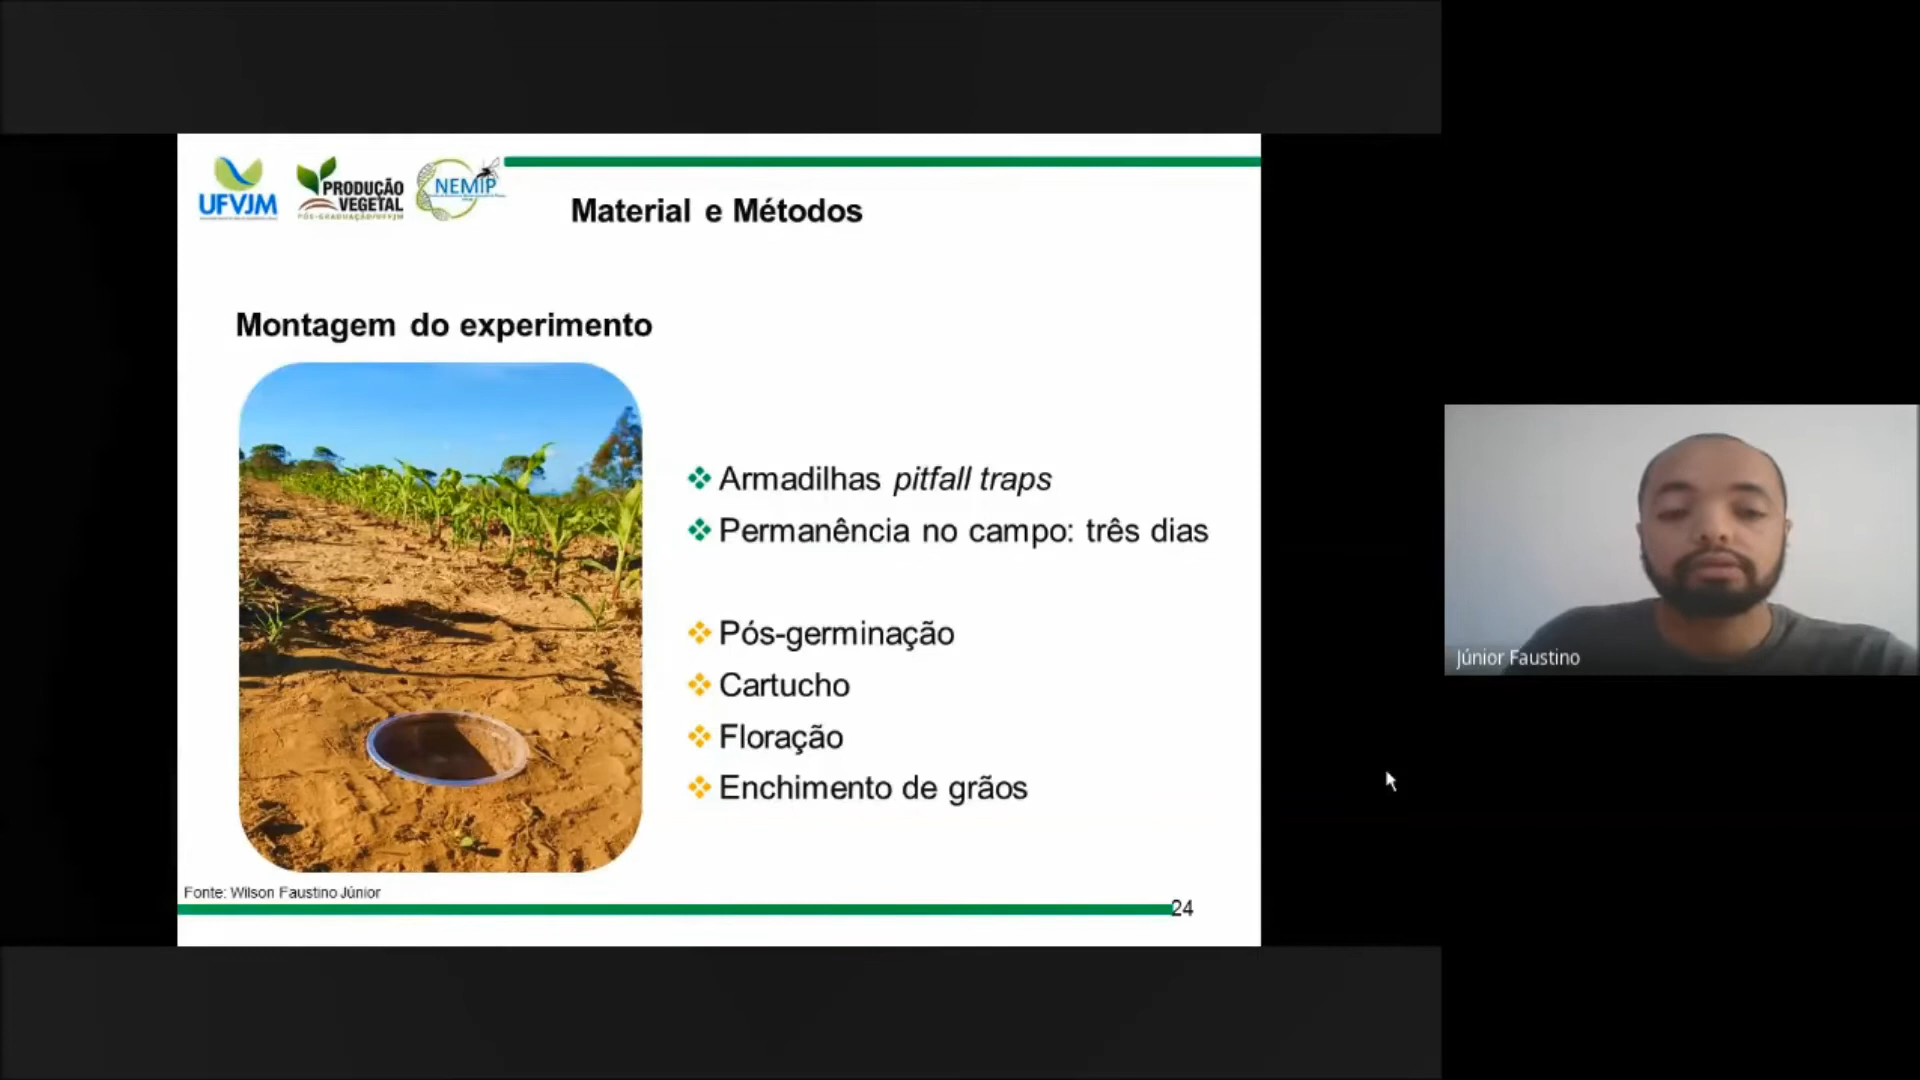 UFVJM
PRODUÇÃO
VEGETAL
PÓS-GRADUAÇÃO/UFVJM
NEMIP
Material e Métodos
Montagem do experimento
Armadilhas pitfall traps
Permanência no campo: três dias
Pós-germinação
Cartucho
Floração
Enchimento de grãos
Fonte: Wilson Faustino Júnior
24
Júnior Faustino